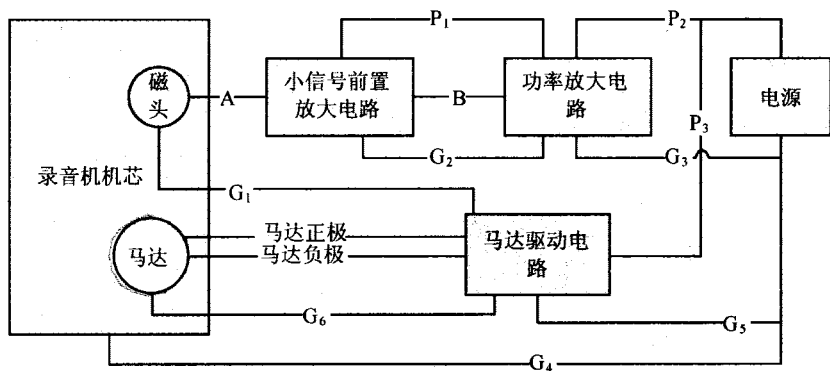 P₁
P₂
磁
头
A
小信号前置
放大电路
B
功率放大电
路
电源
P₃
G₂
G₃
录音机机芯
G₁
马达正极
马达负极
马达
马达驱动电
路
G₆
G₅
G₄